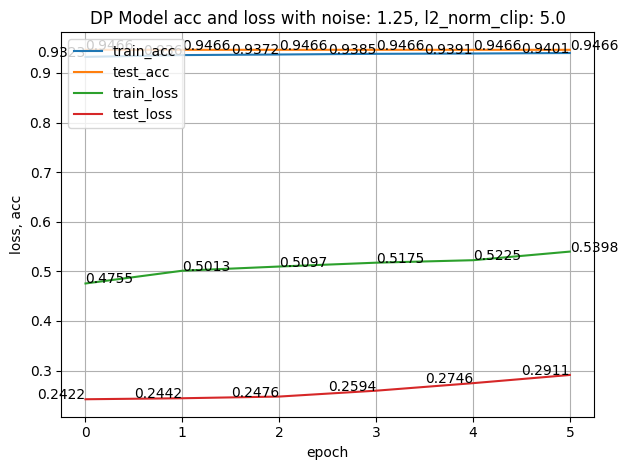 DP Model acc and loss with noise: 1.25, l2_norm_clip: 5.0
0.9466 0.9466 0.9466 0.9466 0.9466 0.9466
0.9323 0.9372 0.9385 0.9391 0.9401
train_acc
test_acc
train_loss
test_loss
0.9
0.8
0.7
0.6
0.5
0.4
0.3
loss, acc
0.4755 0.5013 0.5097 0.5175 0.5225 0.5398
0.2422 0.2442 0.2476 0.2594 0.2746 0.2911
0 1 2 3 4 5
epoch